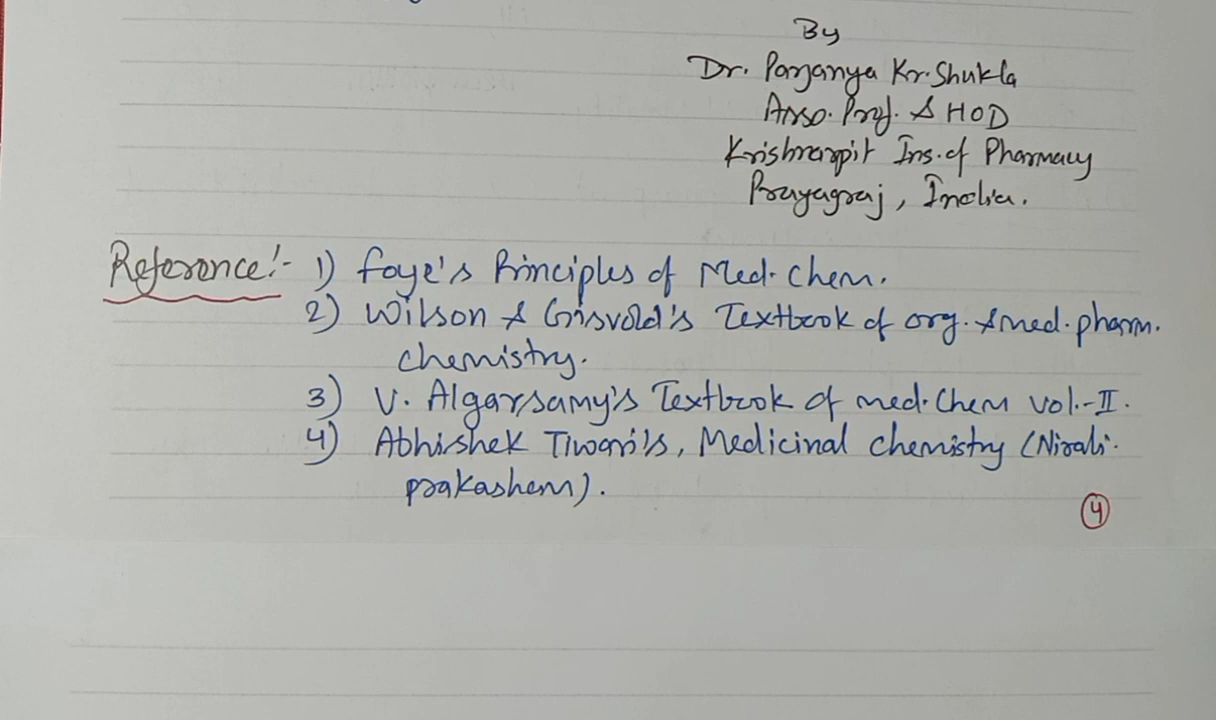 By
Dr. Parjanya Kr. Shukla
Asso. Prof. & HOD
Krishnarpit Ins. of Pharmacy
Prayagraj, India.
Reference:- 1) Foye's Principles of Med. Chem.
2) Wilson & Grisvold's Textbook of org. & med. pharm.
chemistry.
3) V. Algarsamy's Textbook of med. Chem vol.-II.
4) Abhishek Tiwari's, Medicinal Chemistry (Nirali
prakashan).
4